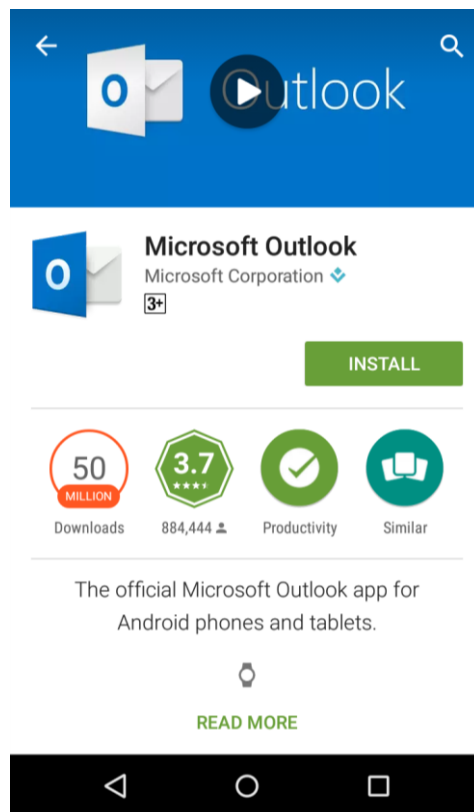 Outlook
Microsoft Outlook
Microsoft Corporation
3+
INSTALL
50
MILLION
3.7
Downloads
884,444
Productivity
Similar
The official Microsoft Outlook app for
Android phones and tablets.
READ MORE